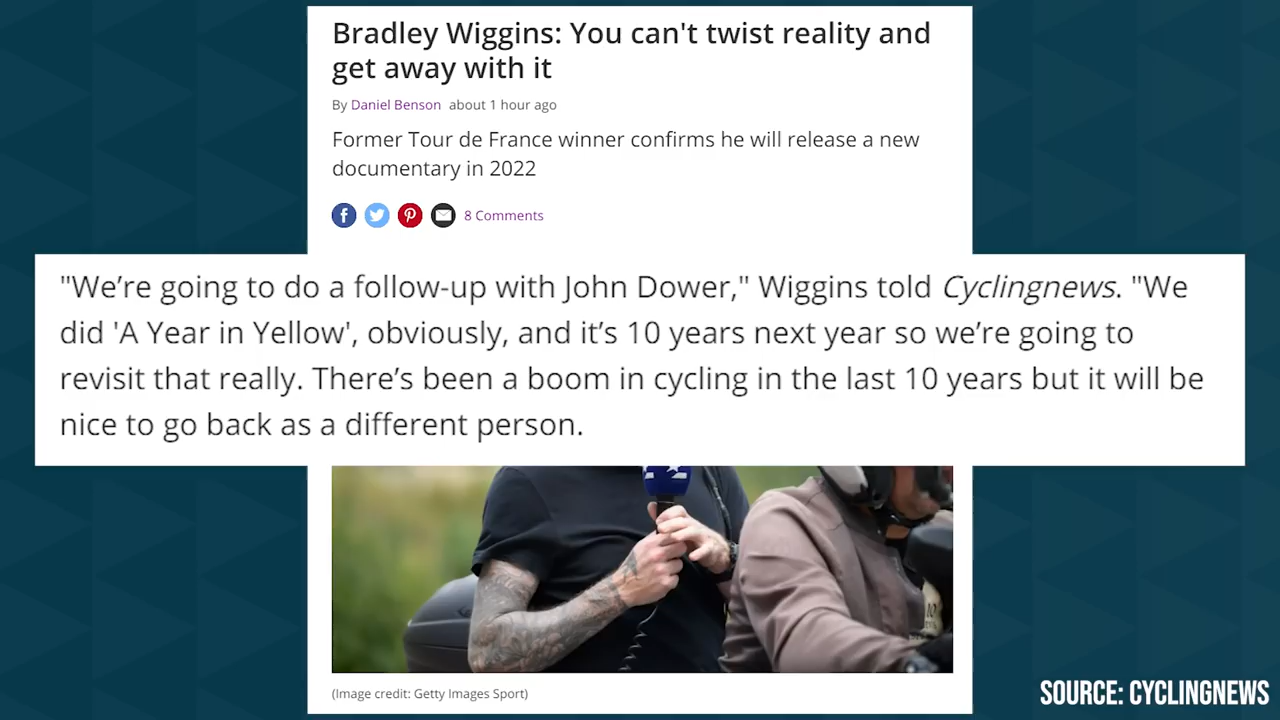 Bradley Wiggins: You can't twist reality and
get away with it
By Daniel Benson about 1 hour ago
Former Tour de France winner confirms he will release a new
documentary in 2022
8 Comments
"We’re going to do a follow-up with John Dower," Wiggins told Cyclingnews. "We
did 'A Year in Yellow', obviously, and it’s 10 years next year so we’re going to
revisit that really. There’s been a boom in cycling in the last 10 years but it will be
nice to go back as a different person.
(Image credit: Getty Images Sport)
SOURCE: CYCLINGNEWS